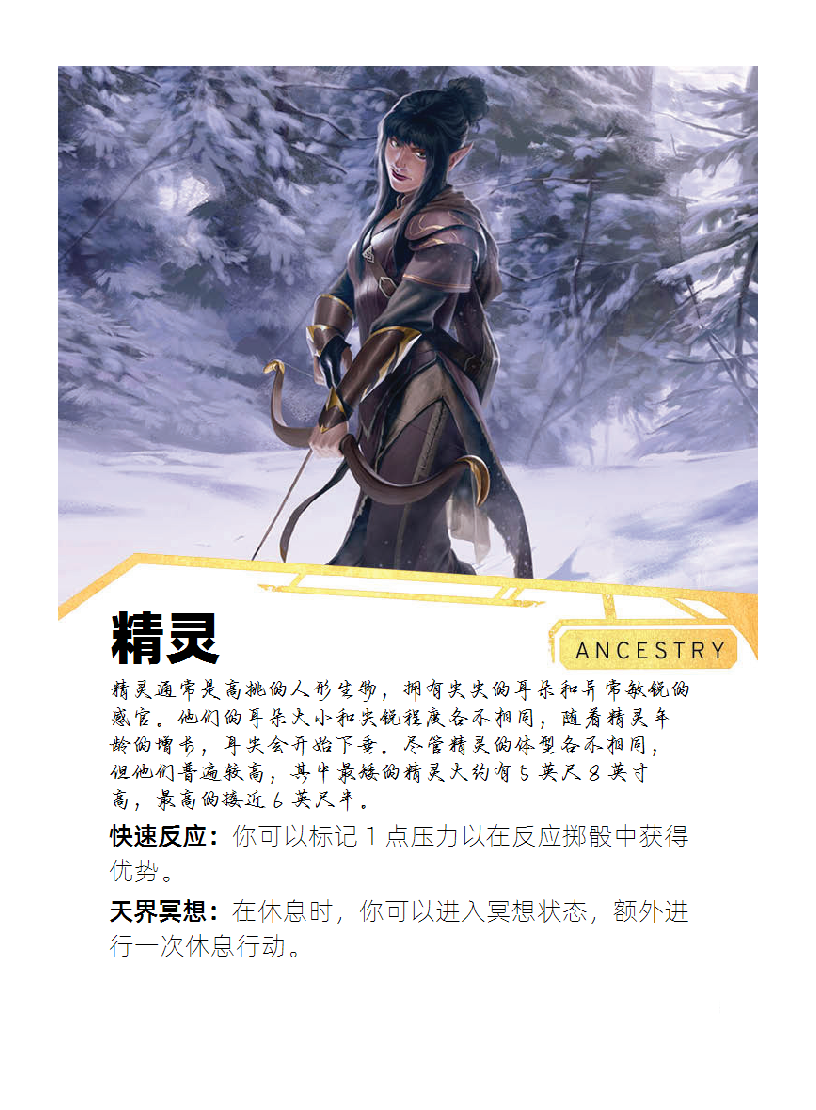 精灵
ANCESTRY
精灵通常是高挑的人形生物，拥有尖尖的耳朵和异常敏锐的
感官。他们的耳朵大小和尖锐程度各不相同；随着精灵年
龄的增长，耳尖会开始下垂。尽管精灵的体型各不相同，
但他们普遍较高；其中最矮的精灵大约有5英尺8英寸
高，最高的接近6英尺半。
快速反应：你可以标记1点压力以在反应掷骰中获得
优势。
天界冥想：在休息时，你可以进入冥想状态，额外进
行一次休息行动。